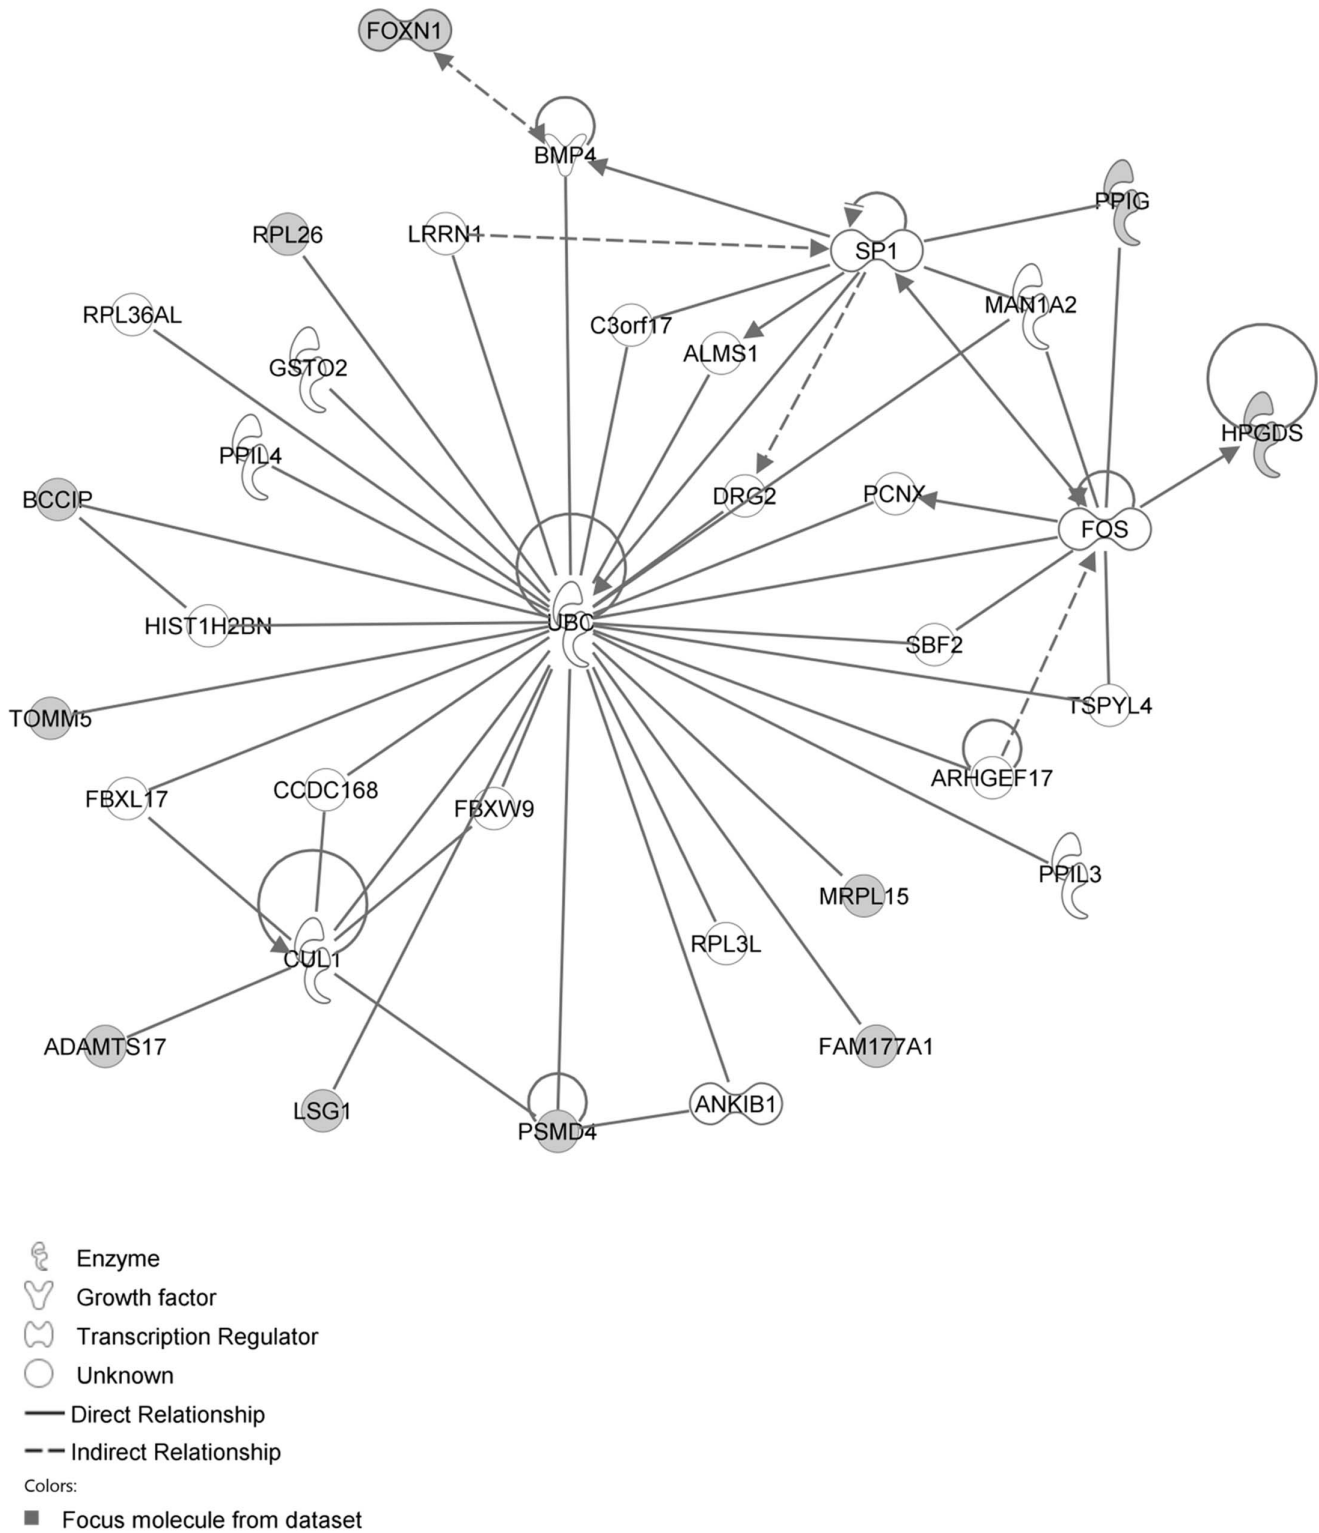 FOXN1
BMP4
PPIG
RPL26
LRRN1
SP1
MAN1A2
RPL36AL
C3orf17
ALMS1
GSTO2
HPGDS
PPIL4
BCCIP
DRG2
PCNX
FOS
UBC
HIST1H2BN
SBF2
TOMM5
TSPYL4
ARHGEF17
FBXL17
CCDC168
FBXW9
PPIL3
MRPL15
RPL3L
CUL1
ADAMTS17
FAM177A1
LSG1
ANKIB1
PSMD4
Enzyme
Growth factor
Transcription Regulator
Unknown
Direct Relationship
Indirect Relationship
Colors:
Focus molecule from dataset